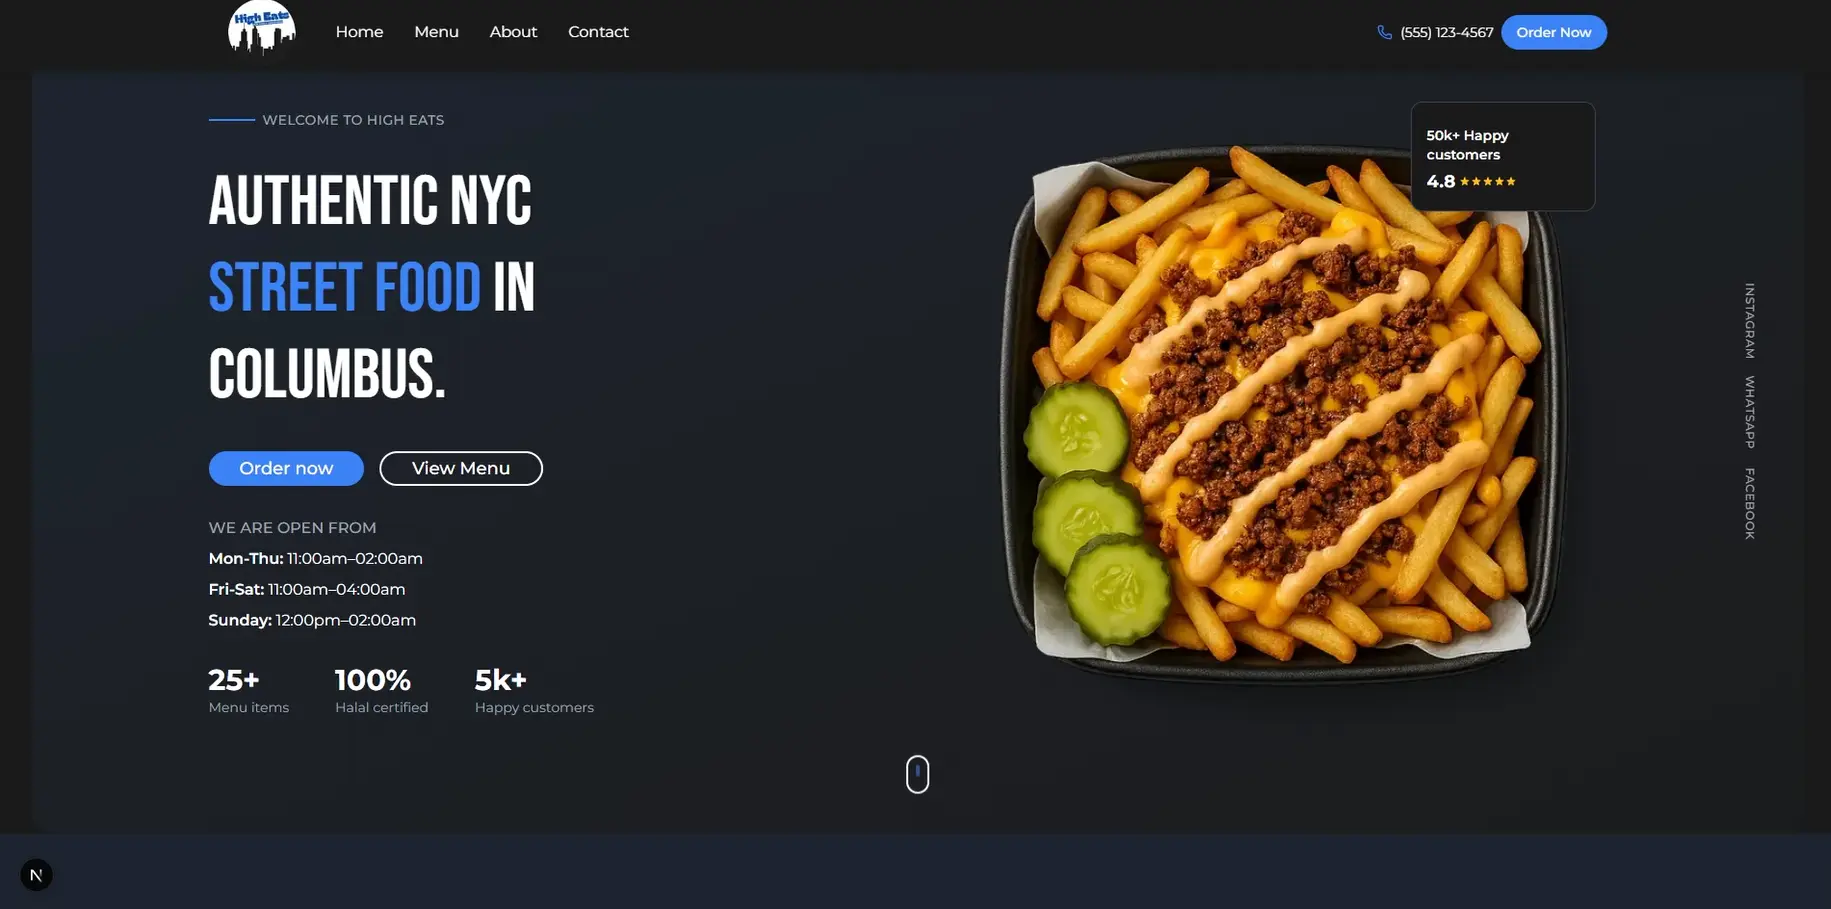 High Eats
Home
Menu
About
Contact
(555) 123-4567
Order Now
WELCOME TO HIGH EATS
AUTHENTIC NYC
STREET FOOD IN
COLUMBUS.
Order now
View Menu
WE ARE OPEN FROM
Mon-Thu: 11:00am–02:00am
Fri-Sat: 11:00am–04:00am
Sunday: 12:00pm–02:00am
25+
Menu items
100%
Halal certified
5k+
Happy customers
50k+ Happy
customers
4.8
INSTAGRAM
WHATSAPP
FACEBOOK
N